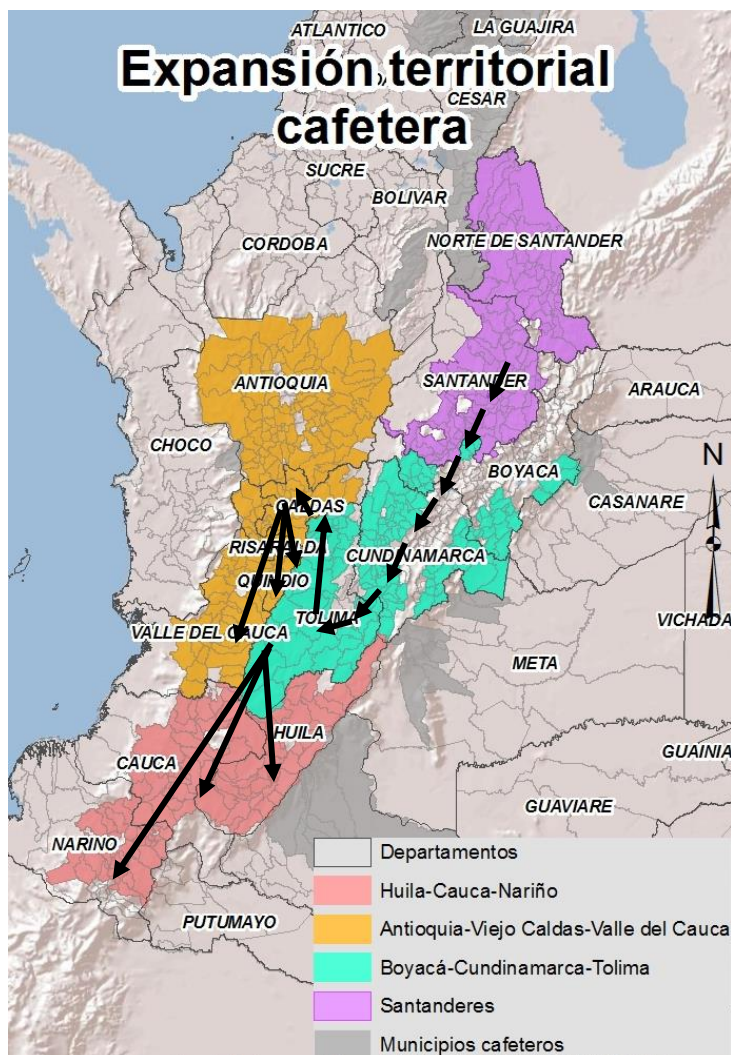 ATLANTICO
LA GUAJIRA
Expansión territorial
cafetera
CESAR
SUCRE
BOLIVAR
CORDOBA
NORTE DE SANTANDER
ANTIOQUIA
SANTANDER
ARAUCA
CHOCO
BOYACA
N
CASANARE
CALDAS
RISARALDA
CUNDINAMARCA
QUINDIO
TOLIMA
VALLE DEL CAUCA
VICHADA
META
HUILA
CAUCA
GUAINIA
GUAVIARE
NARINO
PUTUMAYO
Departamentos
Huila-Cauca-Nariño
Antioquia-Viejo Caldas-Valle del Cauca
Boyacá-Cundinamarca-Tolima
Santanderes
Municipios cafeteros